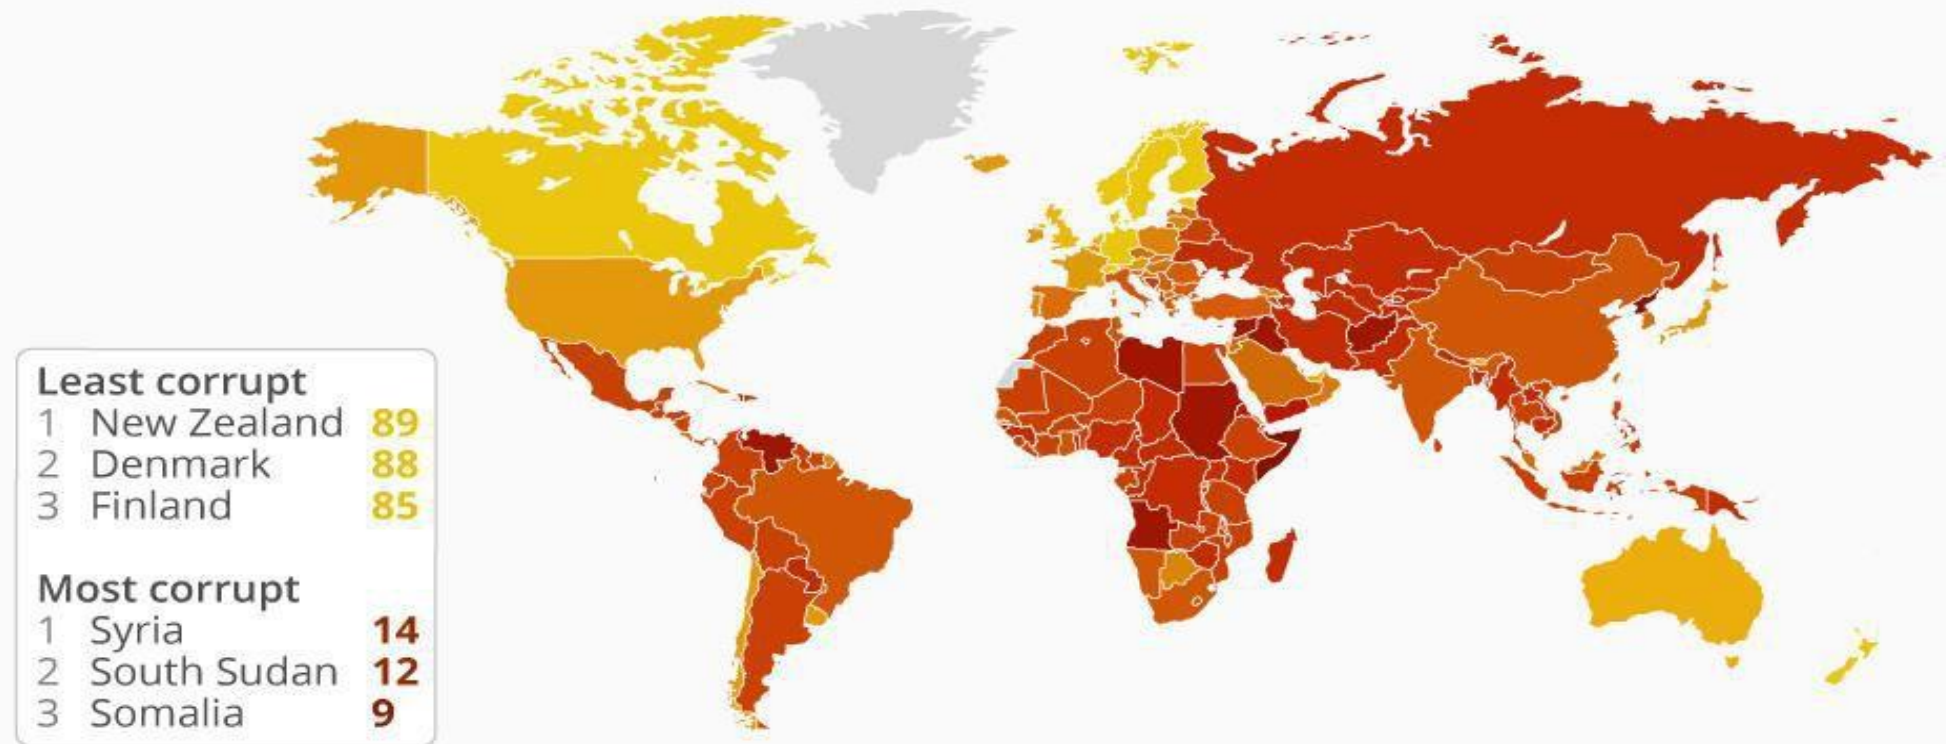 Least corrupt
1 New Zealand 89
2 Denmark 88
3 Finland 85
Most corrupt
1 Syria 14
2 South Sudan 12
3 Somalia 9